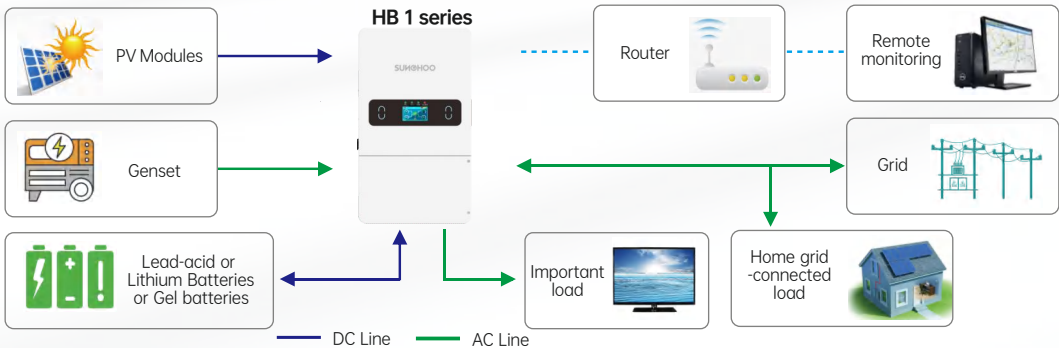 HB 1 series
PV Modules
SUMOHOO
Router
Remote
monitoring
Genset
Grid
Lead-acid or
Lithium Batteries
or Gel batteries
Important
load
Home grid
-connected
load
DC Line
AC Line